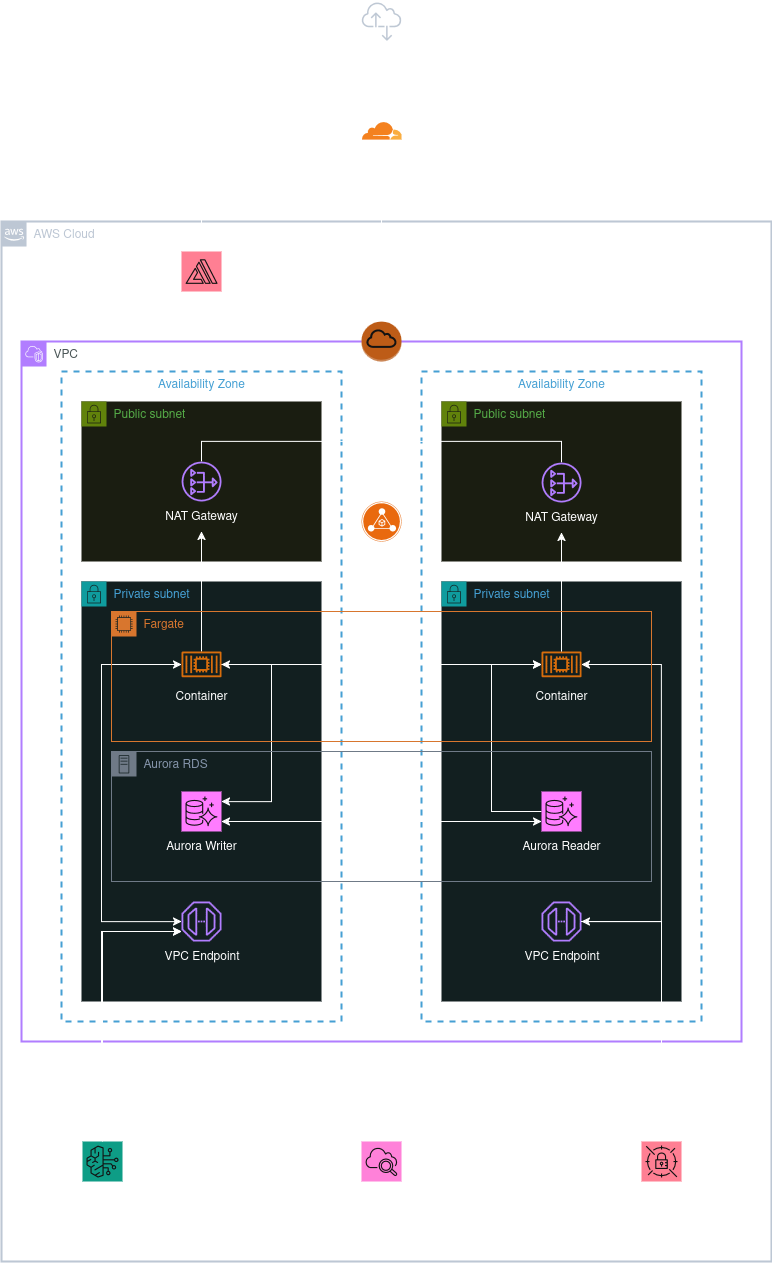 aws
AWS Cloud
VPC
Availability Zone
Availability Zone
Public subnet
Public subnet
NAT Gateway
NAT Gateway
Private subnet
Private subnet
Fargate
Container
Container
Aurora RDS
Aurora Writer
Aurora Reader
VPC Endpoint
VPC Endpoint